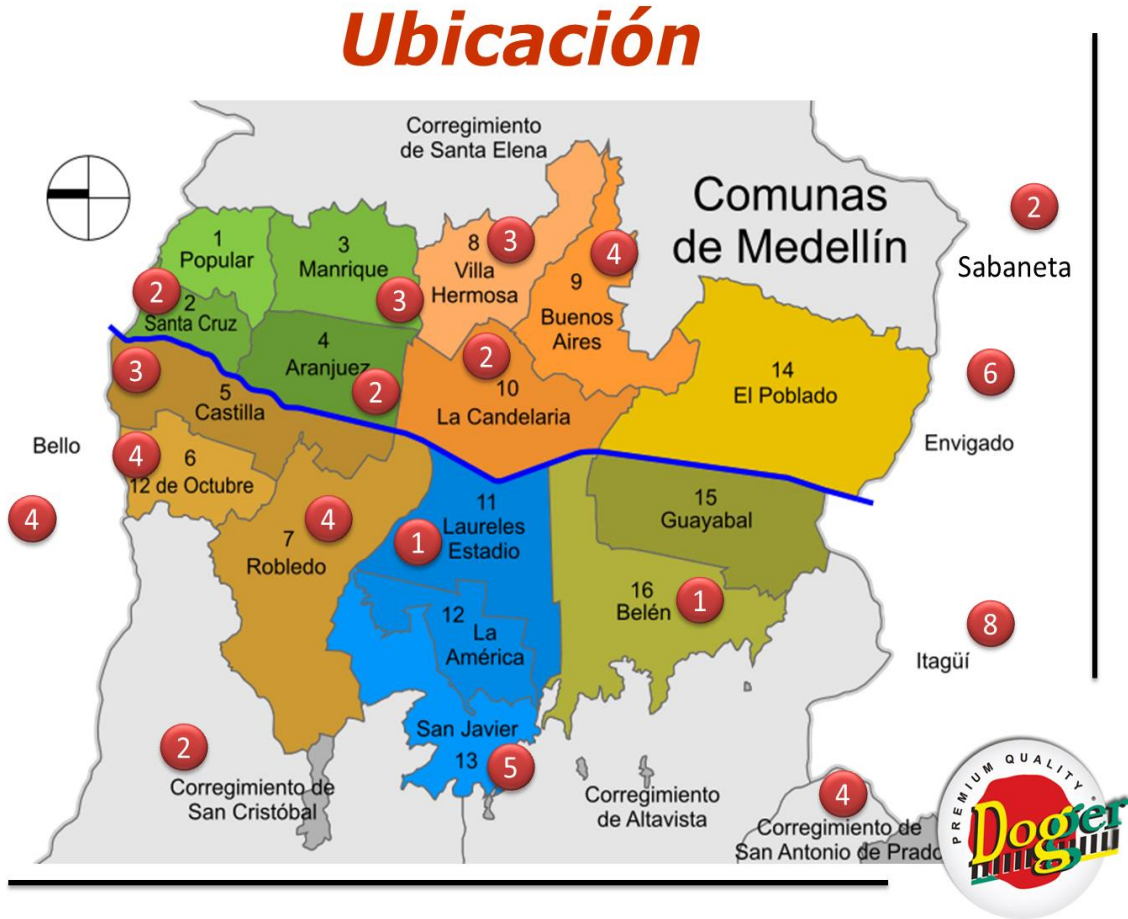 Ubicación
Corregimiento
de Santa Elena
Comunas
de Medellín
2
Sabaneta
1
Popular
3
Manrique
3
8
Villa
Hermosa
3
4
9
Buenos
Aires
2
2
Santa Cruz
4
Aranjuez
2
2
10
La Candelaria
14
El Poblado
6
Envigado
3
5
Castilla
Bello
4
4
6
12 de Octubre
7
Robledo
4
11
Laureles
Estadio
1
15
Guayabal
16
Belén
1
12
La
América
8
Itagüí
San Javier
13
5
2
Corregimiento de
San Cristóbal
Corregimiento
de Altavista
4
Corregimiento de
San Antonio de Prado
PREMIUM QUALITY
Dogger